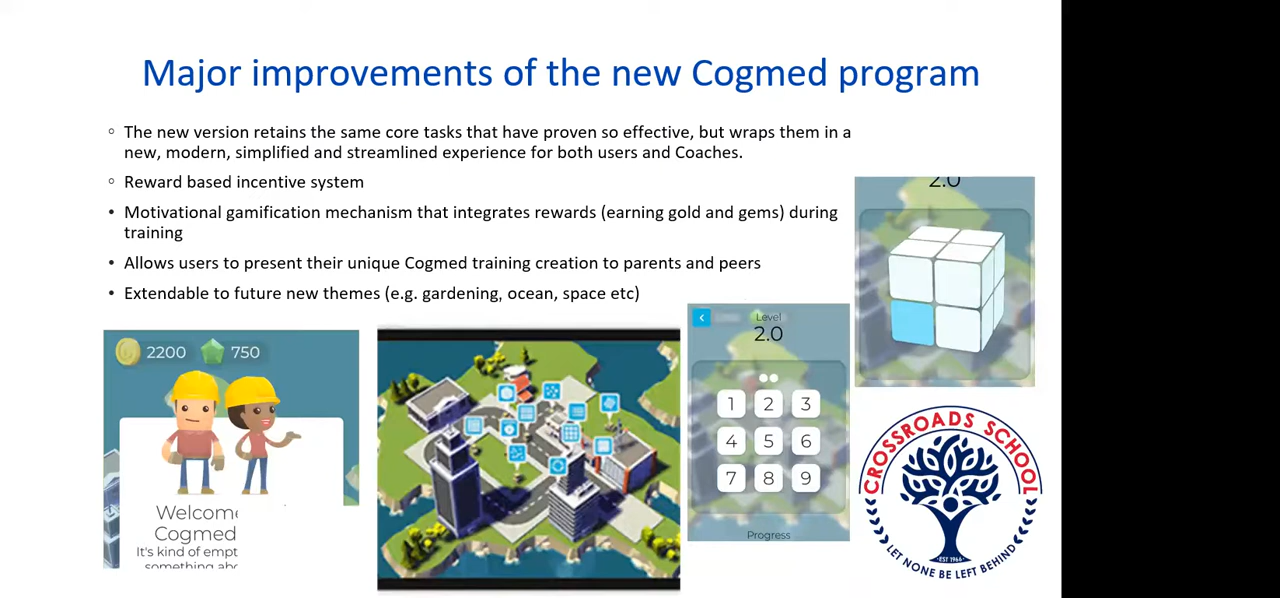 Major improvements of the new Cogmed program
The new version retains the same core tasks that have proven so effective, but wraps them in a
new, modern, simplified and streamlined experience for both users and Coaches.
Reward based incentive system
Motivational gamification mechanism that integrates rewards (earning gold and gems) during
training
Allows users to present their unique Cogmed training creation to parents and peers
Extendable to future new themes (e.g. gardening, ocean, space etc)
2200 750
Welcome
Cogmed
It's kind of empt
something abo
Level
2.0
1 2 3
4 5 6
7 8 9
Progress
2.0
CROSSROADS SCHOOL
EST 1966
LET NONE BE LEFT BEHIND